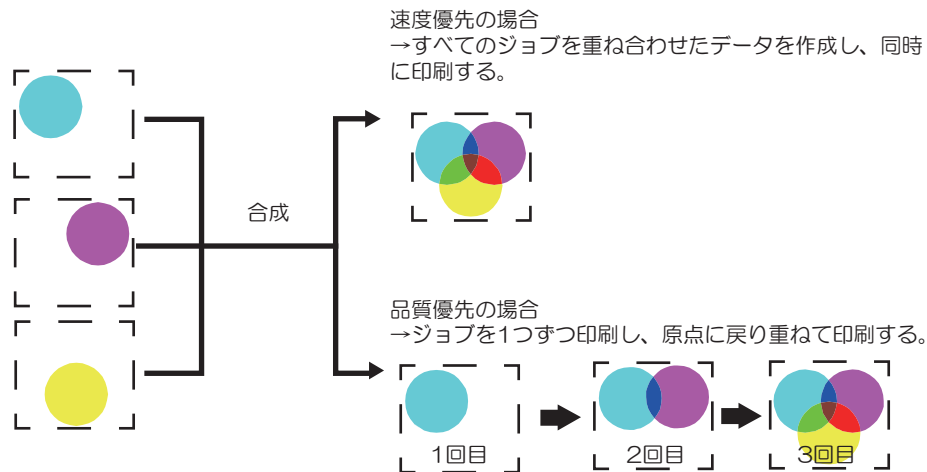 速度優先の場合
→すべてのジョブを重ね合わせたデータを作成し、同時
に印刷する。
合成
品質優先の場合
→ジョブを1つずつ印刷し、原点に戻り重ねて印刷する。
1回目
2回目
3回目